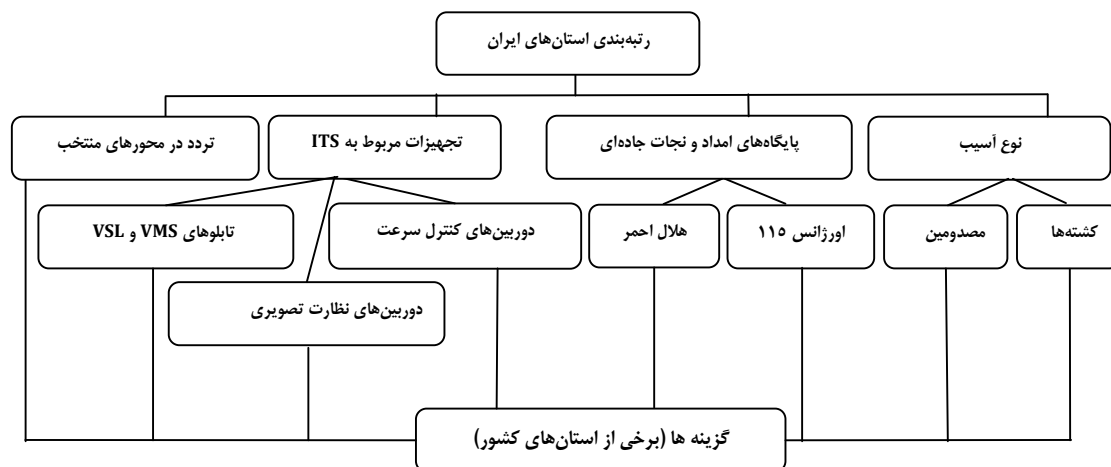 رتبه‌بندی استان‌های ایران
نوع آسیب
پایگاه‌های امداد و نجات جاده‌ای
تجهیزات مربوط به ITS
تردد در محورهای منتخب
کشته‌ها
مصدومین
اورژانس ۱۱۵
هلال احمر
دوربین‌های کنترل سرعت
تابلوهای VMS و VSL
دوربین‌های نظارت تصویری
گزینه ها (برخی از استان‌های کشور)